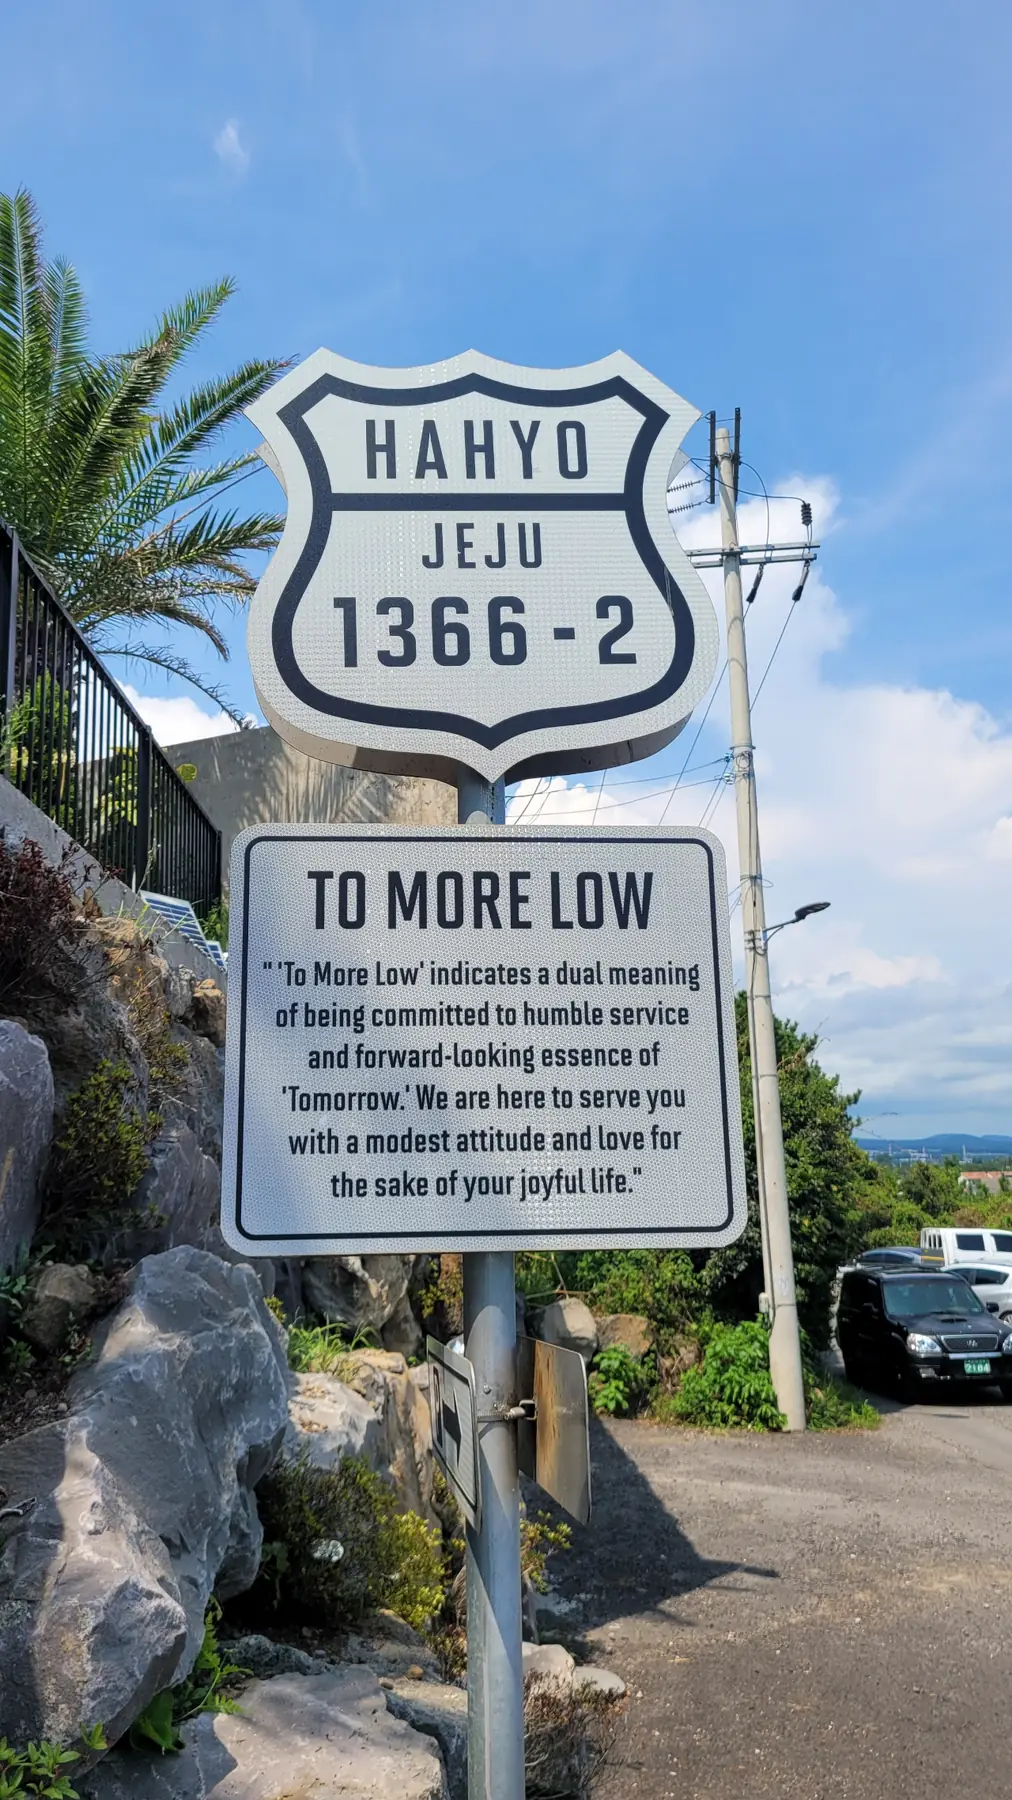 HAHYO
JEJU
1366-2
TO MORE LOW
"'To More Low' indicates a dual meaning
of being committed to humble service
and forward-looking essence of
'Tomorrow.' We are here to serve you
with a modest attitude and love for
the sake of your joyful life."
2184